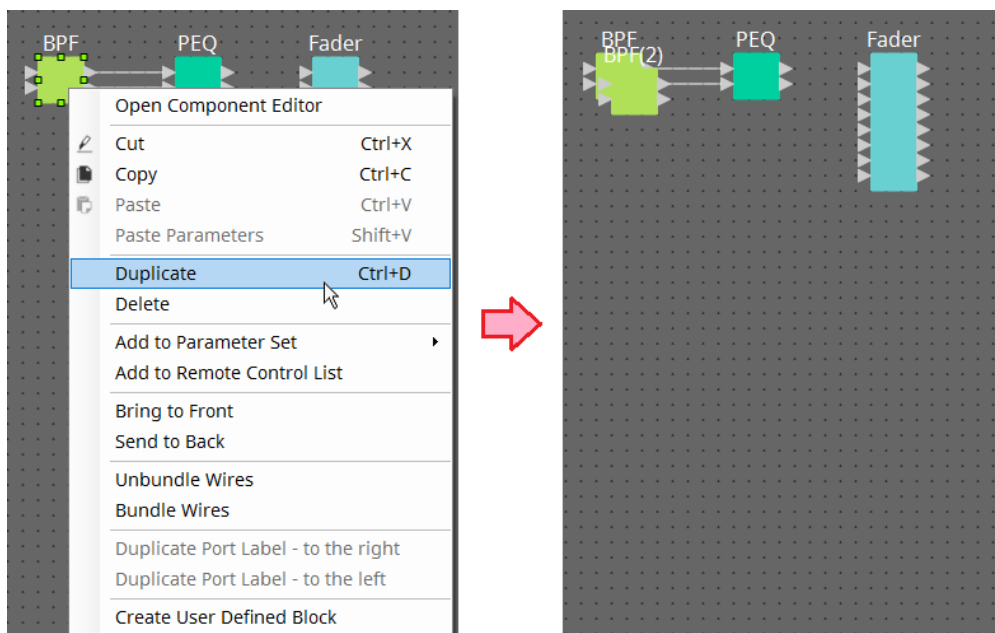 BPF PEQ Fader
Open Component Editor
Cut Ctrl+X
Copy Ctrl+C
Paste Ctrl+V
Paste Parameters Shift+V
Duplicate Ctrl+D
Delete
Add to Parameter Set
Add to Remote Control List
Bring to Front
Send to Back
Unbundle Wires
Bundle Wires
Duplicate Port Label - to the right
Duplicate Port Label - to the left
Create User Defined Block
BPF PEQ Fader
BPF(2)